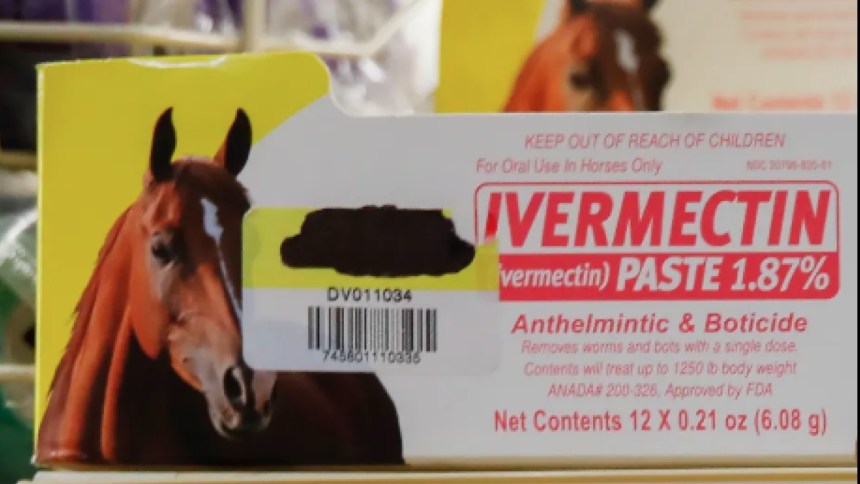 KEEP OUT OF REACH OF CHILDREN
For Oral Use In Horses Only
IVERMECTIN
vermectin) PASTE 1.87%
DV011034
745801110335
Anthelmintic & Boticide
Removes worms and bots with a single dose.
Contents will treat up to 1250 lb body weight
ANADA# 200-326, Approved by FDA
Net Contents 12 X 0.21 oz (6.08 g)